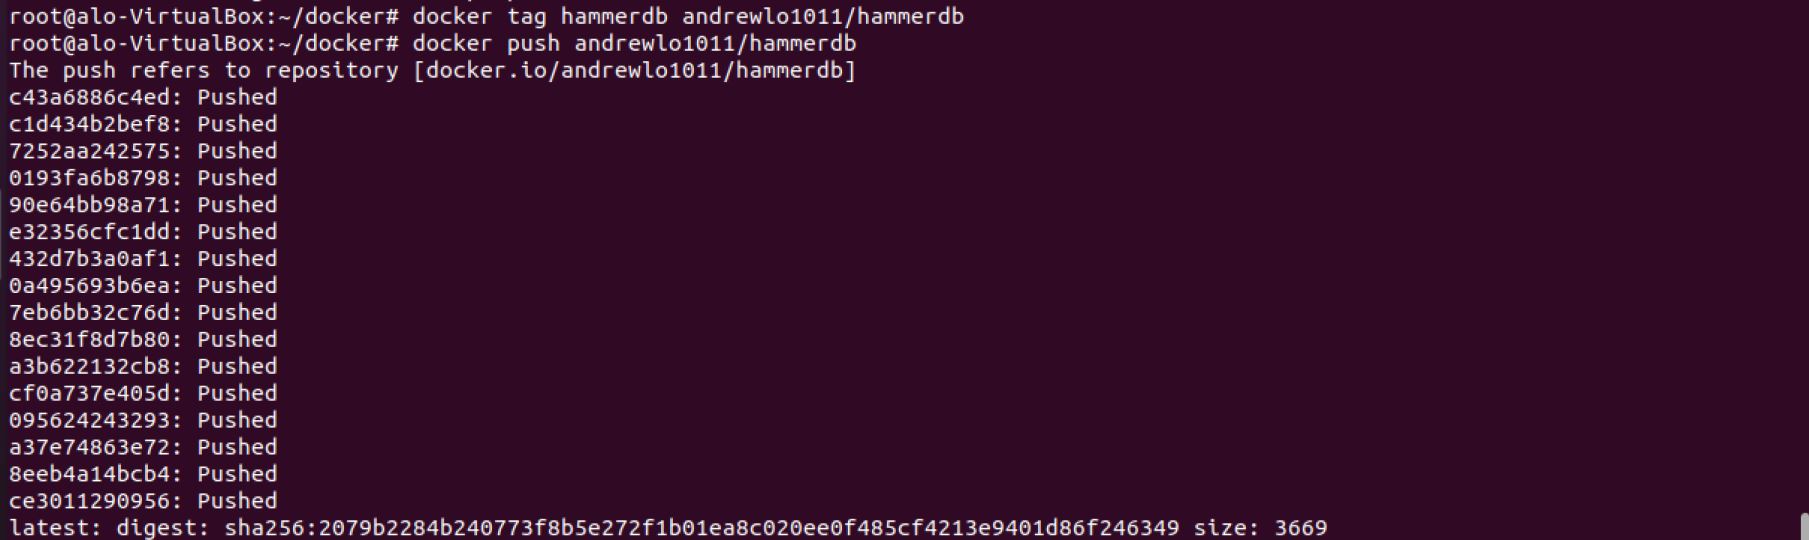 root@alo-VirtualBox:~/docker# docker tag hammerdb andrewlo1011/hammerdb
root@alo-VirtualBox:~/docker# docker push andrewlo1011/hammerdb
The push refers to repository [docker.io/andrewlo1011/hammerdb]
c43a6886c4ed: Pushed
c1d434b2bef8: Pushed
7252aa242575: Pushed
0193fa6b8798: Pushed
90e64bb98a71: Pushed
e32356cfc1dd: Pushed
432d7b3a0af1: Pushed
0a495693b6ea: Pushed
7eb6bb32c76d: Pushed
8ec31f8d7b80: Pushed
a3b622132cb8: Pushed
cf0a737e405d: Pushed
095624243293: Pushed
a37e74863e72: Pushed
8eeb4a14bcb4: Pushed
ce3011290956: Pushed
latest: digest: sha256:2079b2284b240773f8b5e272f1b01ea8c020ee0f485cf4213e9401d86f246349 size: 3669